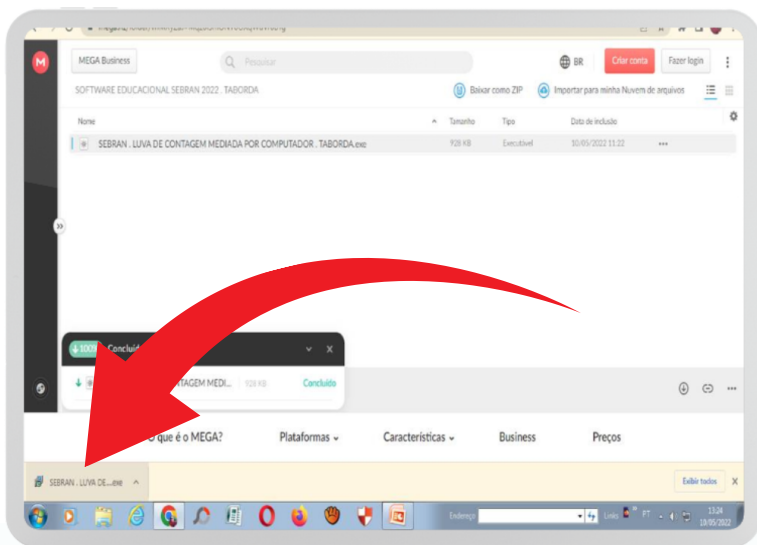 MEGA Business
Pesquisar
BR
Criar conta
Fazer login
SOFTWARE EDUCACIONAL SEBRAN 2022 . TABORDA
Baixar como ZIP
Importar para minha Nuvem de arquivos
Nome
Tamanho
Tipo
Data de inclusão
SEBRAN . LUVA DE CONTAGEM MEDIADA POR COMPUTADOR . TABORDA.exe
928 KB
Executável
10/05/2022 11:22
100%
TAGEM MEDI...
928 KB
Concluído
O que é o MEGA?
Plataformas
Características
Business
Preços
SEBRAN . LUVA DE....exe
Exibir todos
X
Endereço
Links
PT
13:24
10/05/2022